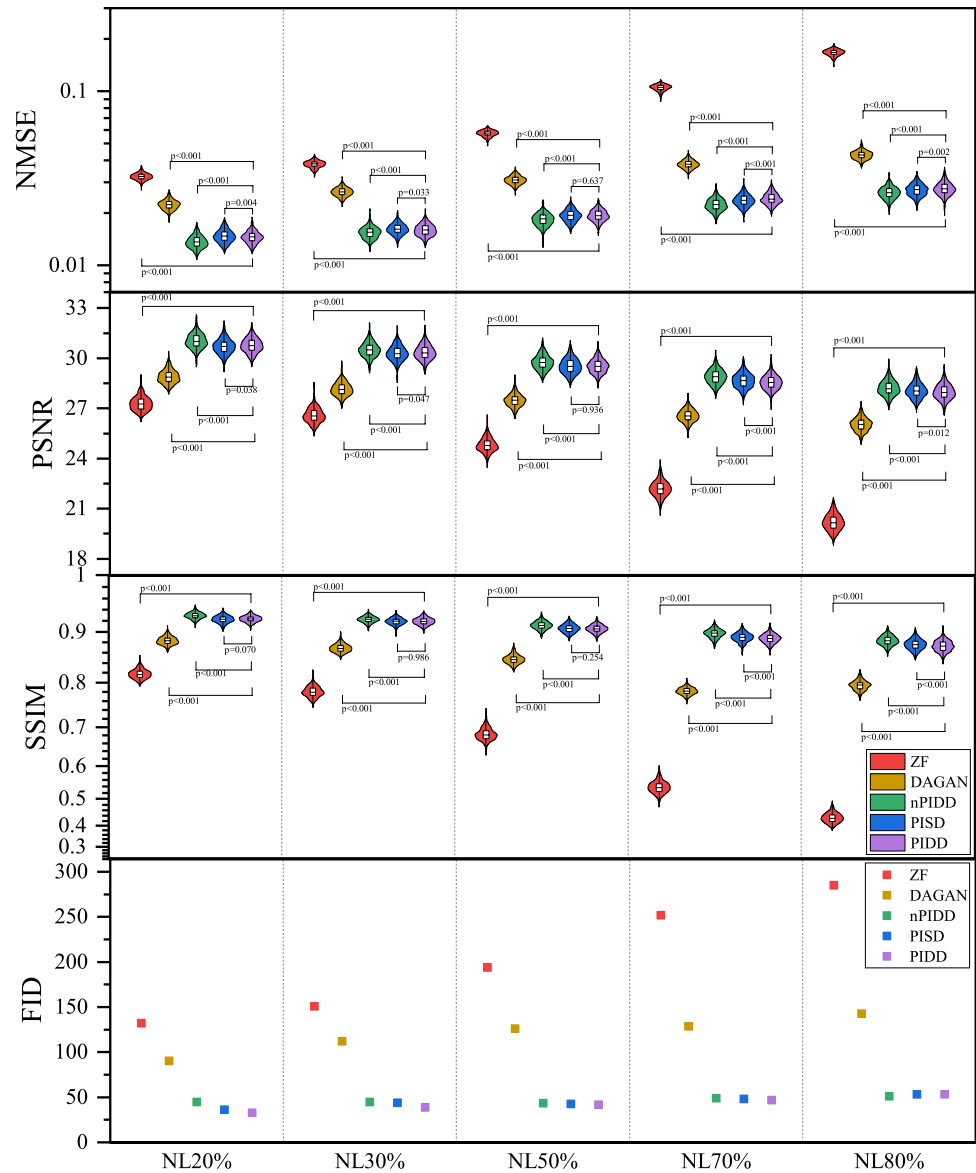 NMSE
0.1
0.01
p<0.001
p<0.001
p=0.004
p<0.001
p<0.001
p<0.001
p=0.033
p<0.001
p<0.001
p<0.001
p=0.637
p<0.001
p<0.001
p<0.001
p<0.001
p<0.001
p<0.001
p<0.001
p=0.002
p<0.001
PSNR
33
30
27
24
21
18
p<0.001
p=0.038
p<0.001
p<0.001
p<0.001
p=0.047
p<0.001
p<0.001
p<0.001
p=0.936
p<0.001
p<0.001
p<0.001
p<0.001
p<0.001
p<0.001
p<0.001
p=0.012
p<0.001
p<0.001
SSIM
1
0.9
0.8
0.7
0.6
0.5
0.4
0.3
p<0.001
p=0.070
p<0.001
p<0.001
p<0.001
p=0.986
p<0.001
p<0.001
p<0.001
p=0.254
p<0.001
p<0.001
p<0.001
p<0.001
p<0.001
p<0.001
p<0.001
p<0.001
p<0.001
p<0.001
ZF
DAGAN
nPIDD
PISD
PIDD
FID
300
250
200
150
100
50
0
ZF
DAGAN
nPIDD
PISD
PIDD
NL20%
NL30%
NL50%
NL70%
NL80%